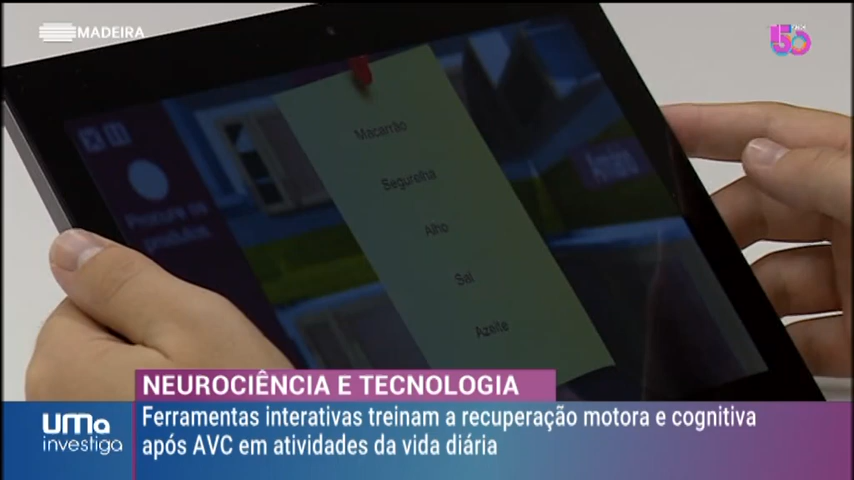 MADEIRA
50
Macarrão
Segurelha
Alho
Sal
Azeite
Procure os
produtos
NEUROCIÊNCIA E TECNOLOGIA
Ferramentas interativas treinam a recuperação motora e cognitiva
após AVC em atividades da vida diária
UMa
investiga